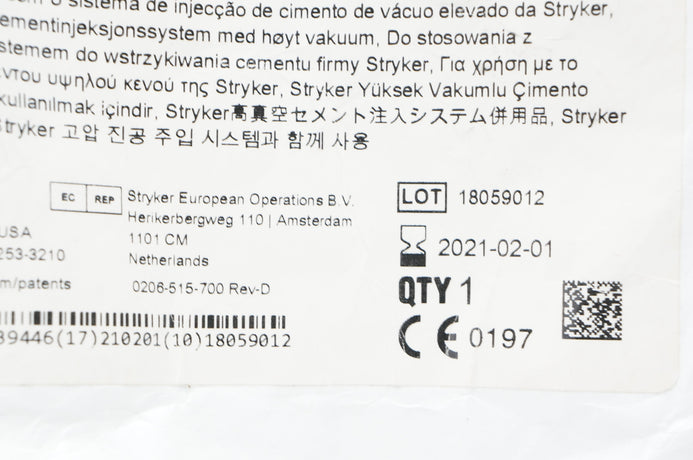 o sistema de injecção de cimento de vácuo elevado da Stryker,
ementinjeksjonssystem med høyt vakuum, Do stosowania z
stemem do wstrzykiwania cementu firmy Stryker, Για χρήση με το
ντου υψηλού κενού της Stryker, Stryker Yüksek Vakumlu Çimento
kullanılmak içindir, Stryker高真空セメント注入システム併用品, Stryker
Stryker 고압 진공 주입 시스템과 함께 사용
EC REP Stryker European Operations B.V.
Herikerbergweg 110 | Amsterdam
1101 CM
Netherlands
USA
253-3210
m/patents
0206-515-700 Rev-D
39446(17)210201(10)18059012
LOT 18059012
2021-02-01
QTY 1
CE 0197